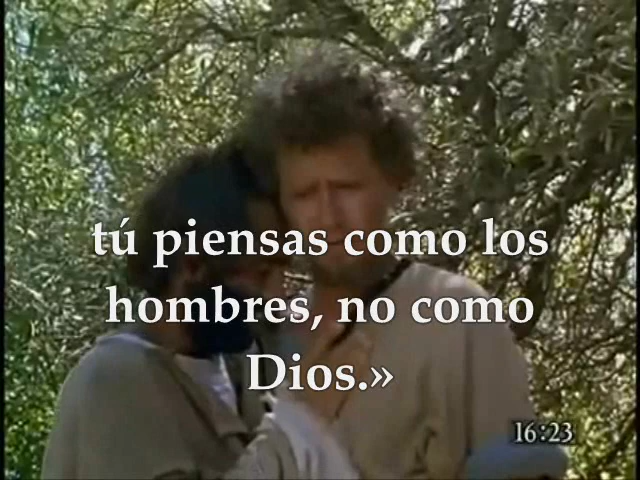 tú piensas como los
hombres, no como
Dios.»
16:23